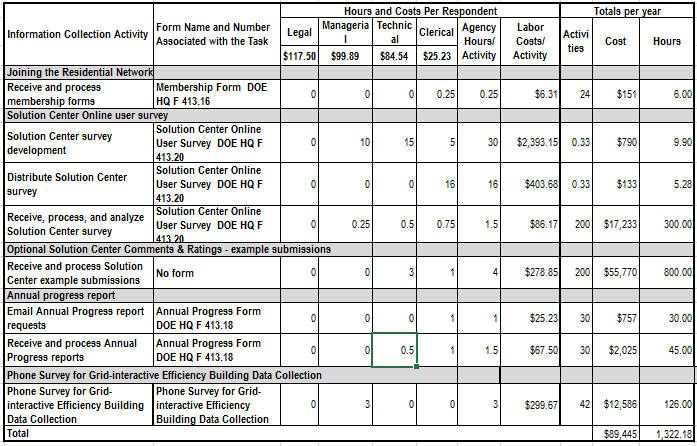 Hours and Costs Per Respondent Totals per year
Information Collection Activity Form Name and Number Associated with the Task Legal Managerial Technical Clerical Agency Hours/ Activity Labor Costs/ Activity Activities Cost Hours
$117.50 $99.89 $84.54 $25.23
Joining the Residential Network
Receive and process membership forms Membership Form DOE HQ F 413.16 0 0 0 0.25 0.25 $6.31 24 $151 6.00
Solution Center Online user survey
Solution Center survey development Solution Center Online User Survey DOE HQ F 413.20 0 10 15 5 30 $2,393.15 0.33 $790 9.90
Distribute Solution Center survey Solution Center Online User Survey DOE HQ F 413.20 0 0 0 16 16 $403.68 0.33 $133 5.28
Receive, process, and analyze Solution Center survey Solution Center Online User Survey DOE HQ F 413.20 0 0.25 0.5 0.75 1.5 $86.17 200 $17,233 300.00
Optional Solution Center Comments & Ratings - example submissions
Receive and process Solution Center example submissions No form 0 0 3 1 4 $278.85 200 $55,770 800.00
Annual progress report
Email Annual Progress report requests Annual Progress Form DOE HQ F 413.18 0 0 0 1 1 $25.23 30 $757 30.00
Receive and process Annual Progress reports Annual Progress Form DOE HQ F 413.18 0 0 0.5 1 1.5 $67.50 30 $2,025 45.00
Phone Survey for Grid-interactive Efficiency Building Data Collection
Phone Survey for Grid-interactive Efficiency Building Data Collection Phone Survey for Grid-interactive Efficiency Building Data Collection 0 3 0 0 3 $299.67 42 $12,586 126.00
Total $89,445 1,322.18